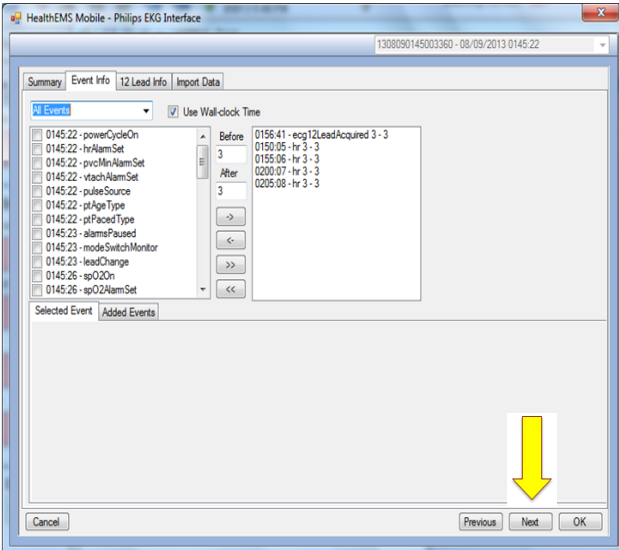 HealthEMS Mobile - Philips EKG Interface
x
1308090145003360 - 08/09/2013 0145:22
Summary Event Info 12 Lead Info Import Data
All Events
Use Wall-clock Time
0145:22 - powerCycleOn
0145:22 - hrAlarmSet
0145:22 - pvcMinAlarmSet
0145:22 - vtachAlarmSet
0145:22 - pulseSource
0145:22 - ptAgeType
0145:22 - ptPacedType
0145:23 - alarmsPaused
0145:23 - modeSwitchMonitor
0145:23 - leadChange
0145:26 - spO2On
0145:26 - spO2AlarmSet
Before
3
After
3
->
<-
>>
<<
0156:41 - ecg12LeadAcquired 3 - 3
0150:05 - hr 3 - 3
0155:06 - hr 3 - 3
0200:07 - hr 3 - 3
0205:08 - hr 3 - 3
Selected Event Added Events
Cancel Previous Next OK